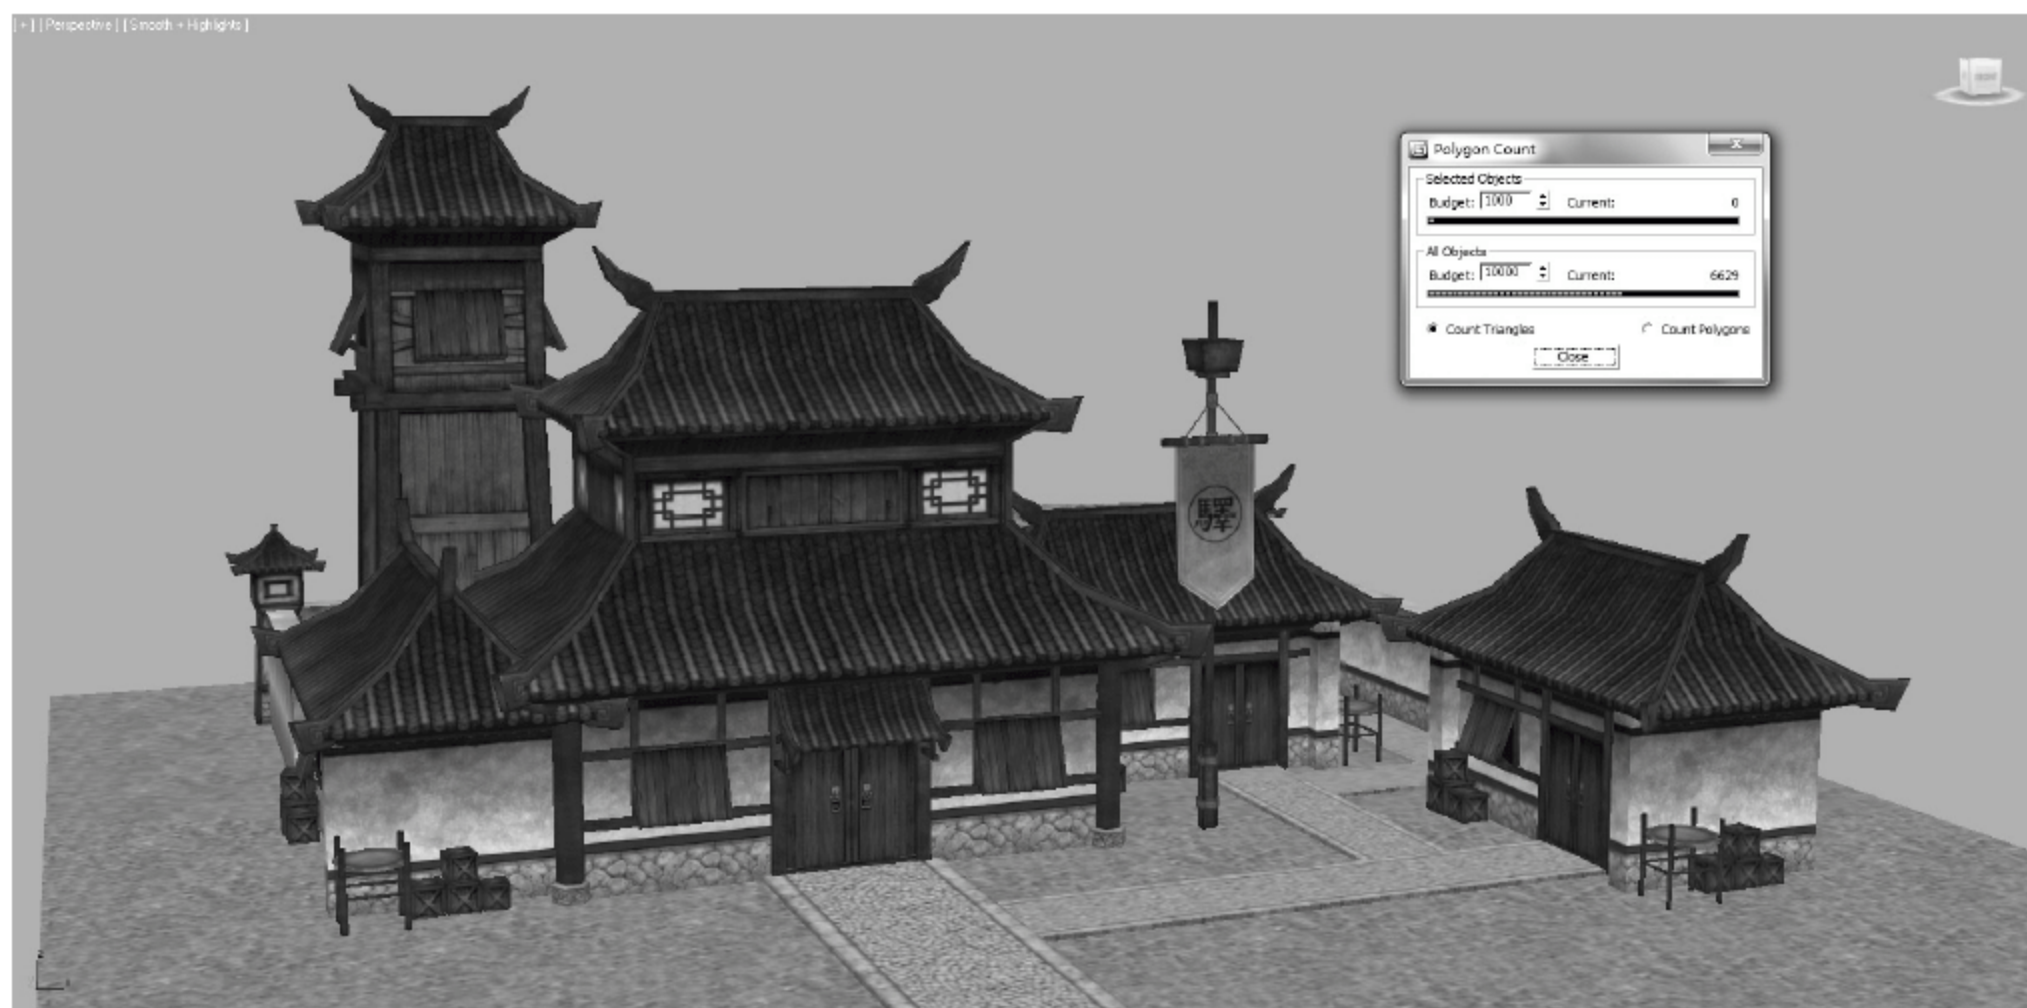 [ + ] [ Perspective ] [ Smooth + Highlights ]
Polygon Count
Selected Objects
Budget: 1000 Current: 0
All Objects
Budget: 10000 Current: 6629
Count Triangles Count Polygons
Close
驛
z